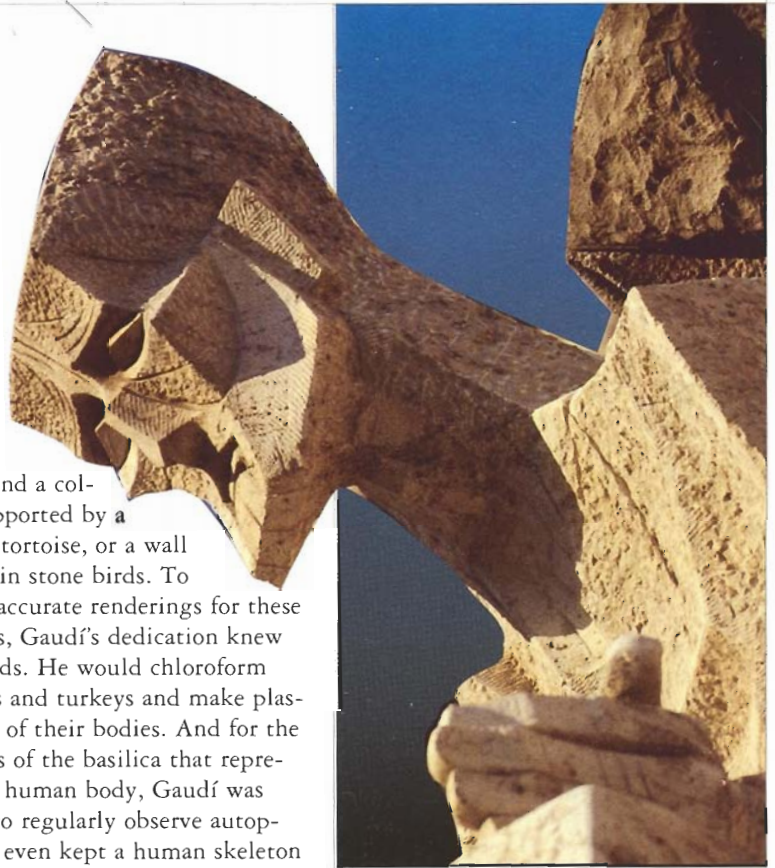 nd a col-
pported by a
tortoise, or a wall
in stone birds. To
accurate renderings for these
s, Gaudí's dedication knew
ds. He would chloroform
s and turkeys and make plas-
of their bodies. And for the
s of the basilica that repre-
human body, Gaudí was
o regularly observe autop-
even kept a human skeleton